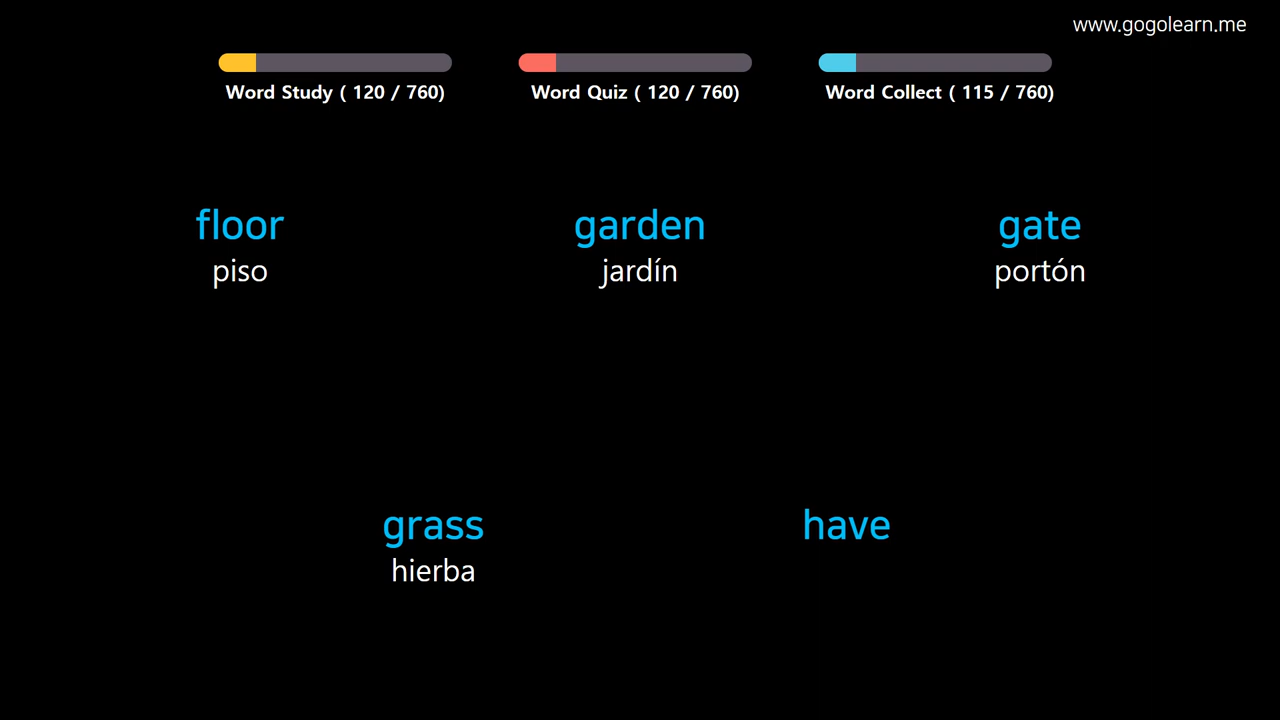 www.gogolearn.me
Word Study ( 120 / 760)
Word Quiz ( 120 / 760)
Word Collect ( 115 / 760)
floor
piso
garden
jardín
gate
portón
grass
hierba
have